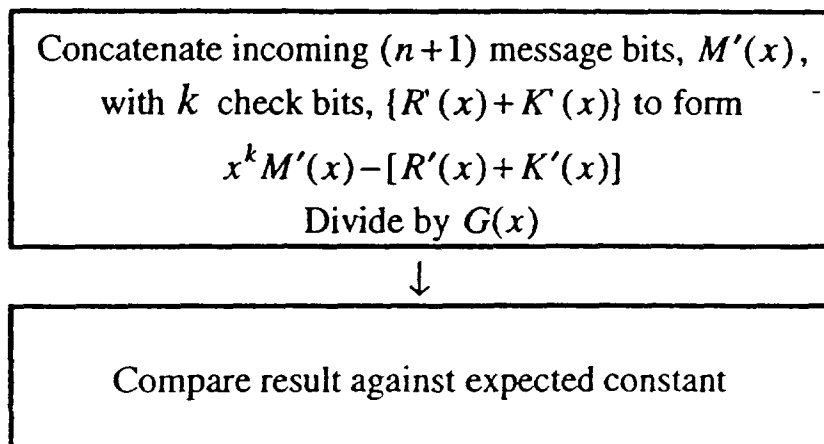 Concatenate incoming (n+1) message bits, M′(x),
with k check bits, {R′(x)+K′(x)} to form
x^k M′(x)−[R′(x)+K′(x)]
Divide by G(x)
↓
Compare result against expected constant